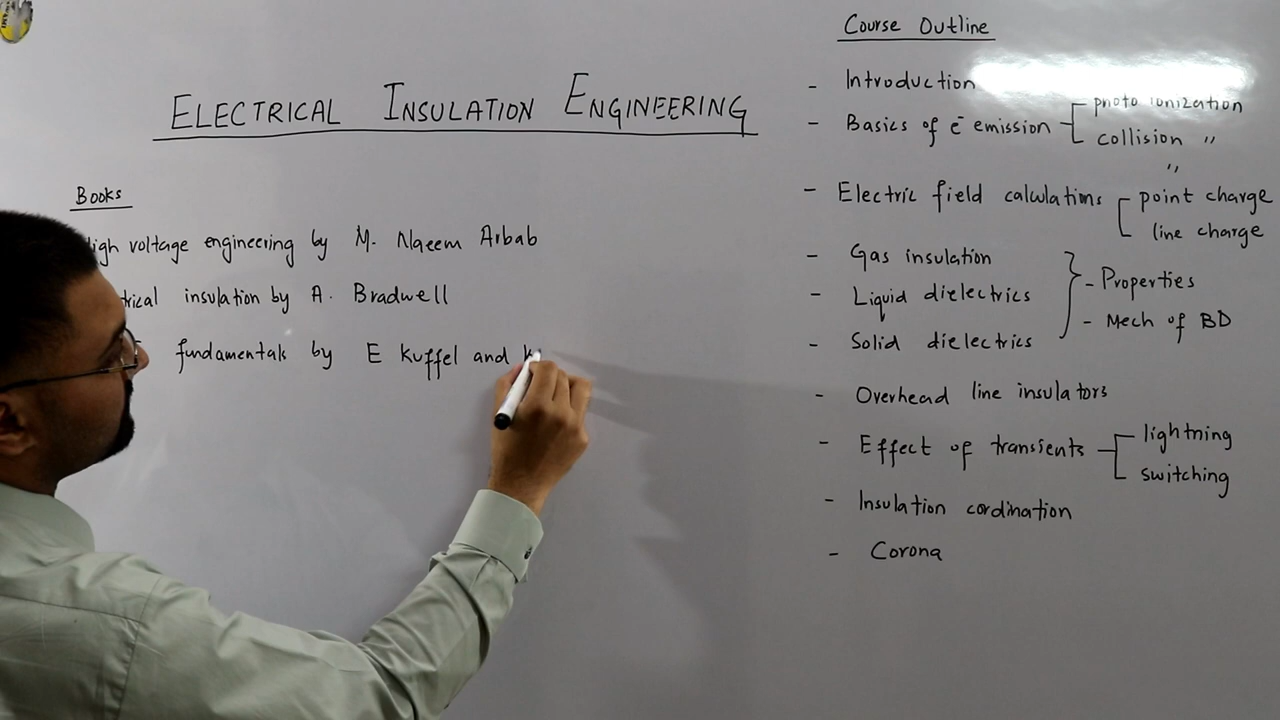 ELECTRICAL INSULATION ENGINEERING
Books
High voltage engineering by M. Naeem Arbab
trical insulation by A. Bradwell
fundamentals by E Kuffel and
Course Outline
- Introduction
- Basics of e⁻ emission photo ionization
collision "
"
- Electric field calculations point charge
line charge
- Gas insulation
- Liquid dielectrics
- Solid dielectrics
- Properties
- Mech of BD
- Overhead line insulators
- Effect of transients lightning
switching
- Insulation cordination
- Corona